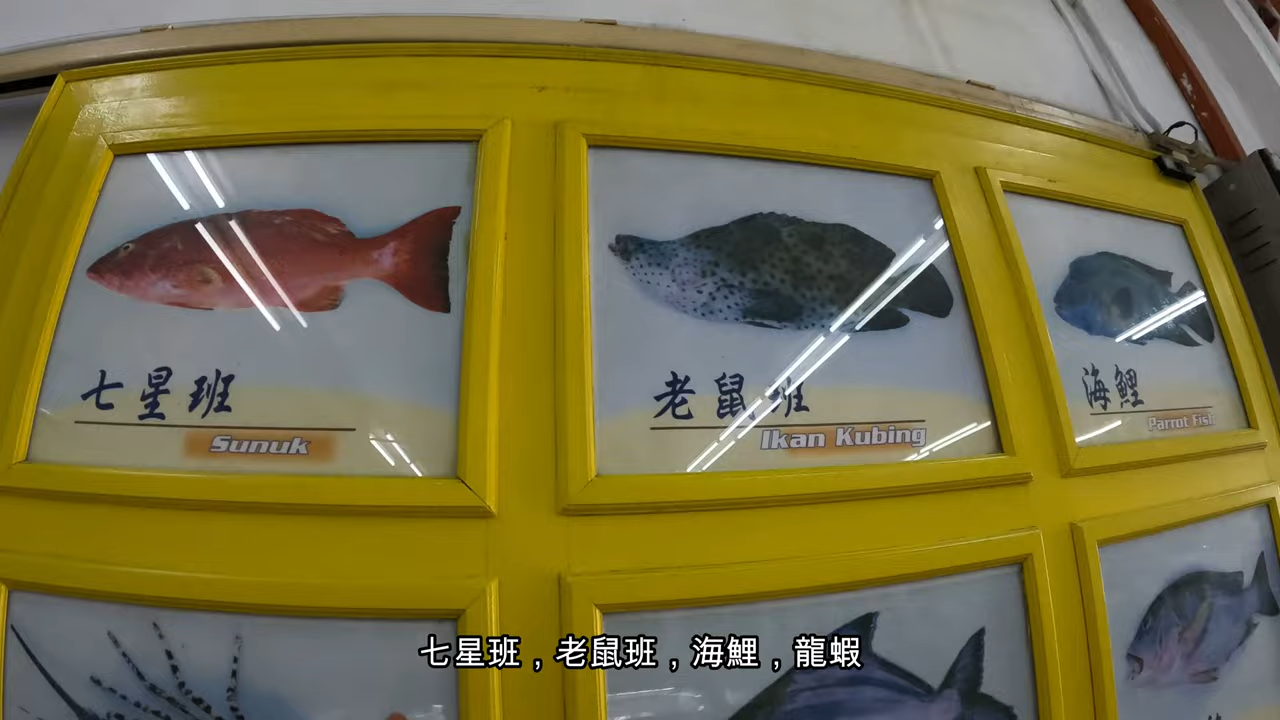 七星班
Sunuk
老鼠班
Ikan Kubing
海鯉
Parrot Fish
七星班，老鼠班，海鯉，龍蝦